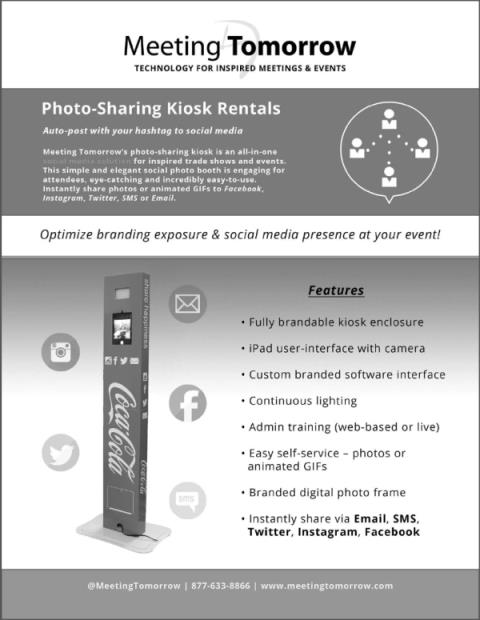 Meeting Tomorrow
TECHNOLOGY FOR INSPIRED MEETINGS & EVENTS
Photo-Sharing Kiosk Rentals
Auto-post with your hashtag to social media
Meeting Tomorrow's photo-sharing kiosk is an all-in-one
social media solution for inspired trade shows and events.
This simple and elegant social photo booth is engaging for
attendees, eye-catching and incredibly easy-to-use.
Instantly share photos or animated GIFs to Facebook,
Instagram, Twitter, SMS or Email.
Optimize branding exposure & social media presence at your event!
share happiness
Coca-Cola
Coca-Cola
SMS
Features
• Fully brandable kiosk enclosure
• iPad user-interface with camera
• Custom branded software interface
• Continuous lighting
• Admin training (web-based or live)
• Easy self-service – photos or
animated GIFs
• Branded digital photo frame
• Instantly share via Email, SMS,
Twitter, Instagram, Facebook
@MeetingTomorrow | 877-633-8866 | www.meetingtomorrow.com